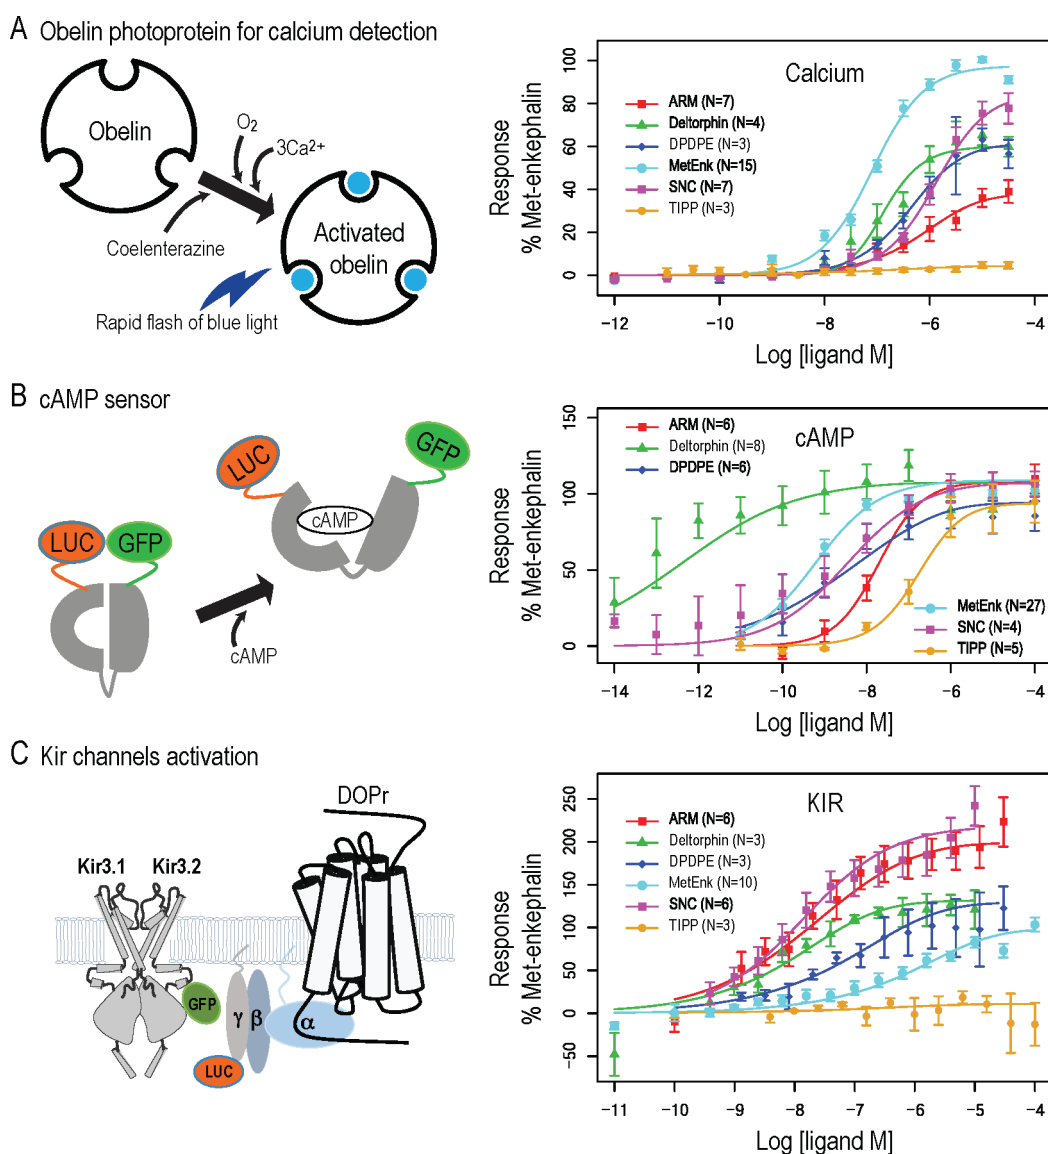 A Obelin photoprotein for calcium detection
Obelin
O2
3Ca2+
Coelenterazine
Activated
obelin
Rapid flash of blue light
Response
% Met-enkephalin
Calcium
ARM (N=7)
Deltorphin (N=4)
DPDPE (N=3)
MetEnk (N=15)
SNC (N=7)
TIPP (N=3)
100
80
60
40
20
0
−12 −10 −8 −6 −4
Log [ligand M]
B cAMP sensor
LUC
GFP
LUC GFP
cAMP
cAMP
Response
% Met-enkephalin
cAMP
ARM (N=6)
Deltorphin (N=8)
DPDPE (N=6)
MetEnk (N=27)
SNC (N=4)
TIPP (N=5)
150
100
50
0
−14 −12 −10 −8 −6 −4
Log [ligand M]
C Kir channels activation
DOPr
Kir3.1 Kir3.2
GFP
γ β α
LUC
Response
% Met-enkephalin
KIR
ARM (N=6)
Deltorphin (N=3)
DPDPE (N=3)
MetEnk (N=10)
SNC (N=6)
TIPP (N=3)
250
200
150
100
50
0
−50
−11 −10 −9 −8 −7 −6 −5 −4
Log [ligand M]